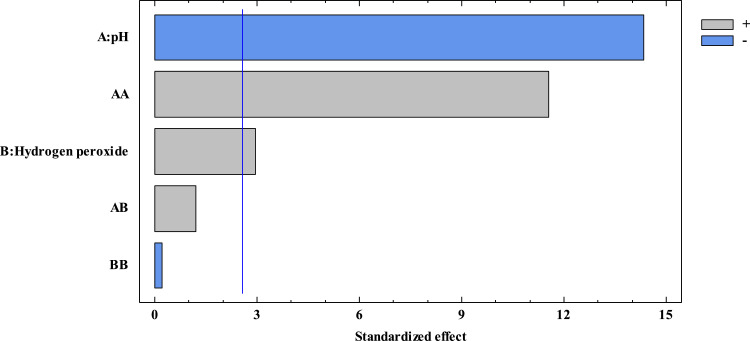 A:pH
AA
B:Hydrogen peroxide
AB
BB
0 3 6 9 12 15
Standardized effect
+
-